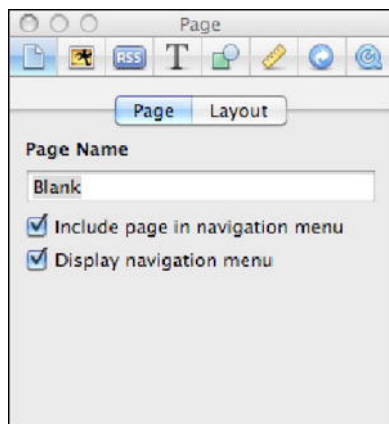 Page
RSS T
Page Layout
Page Name
Blank
Include page in navigation menu
Display navigation menu